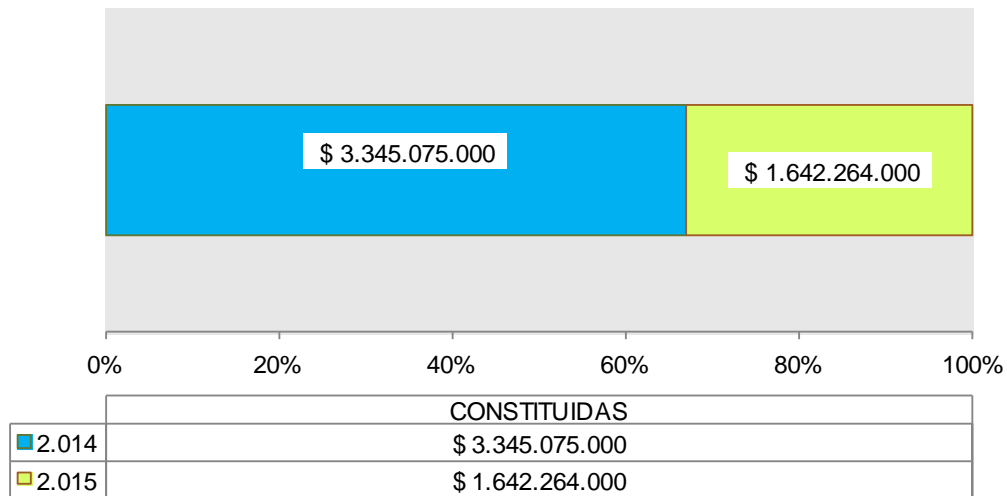 $ 3.345.075.000
$ 1.642.264.000
0% 20% 40% 60% 80% 100%
CONSTITUIDAS
2.014 $ 3.345.075.000
2.015 $ 1.642.264.000